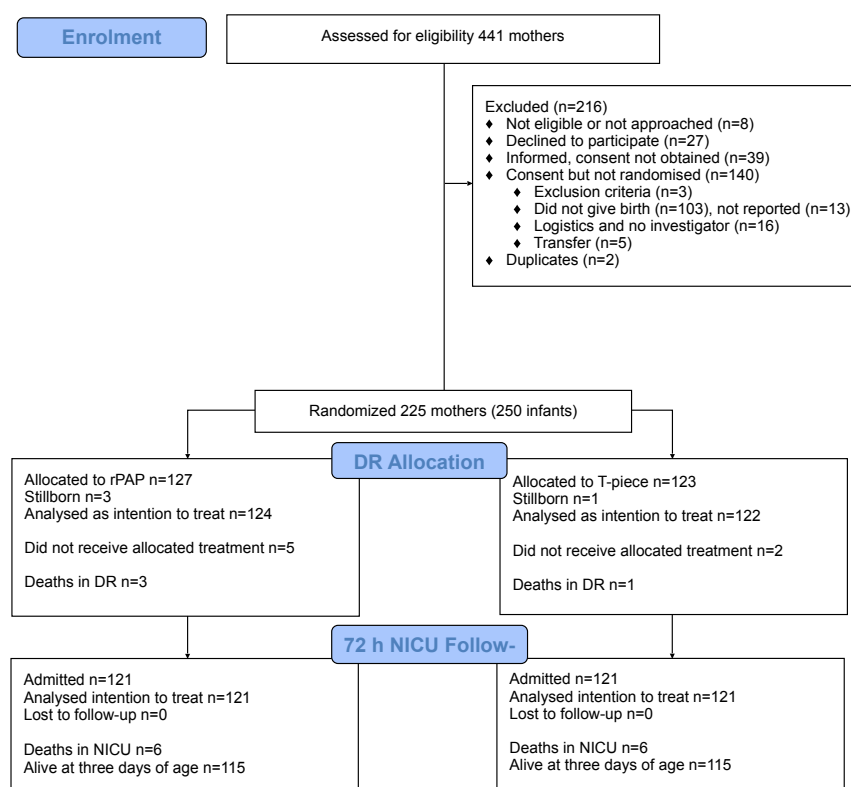 Enrolment
Assessed for eligibility 441 mothers
Excluded (n=216)
♦ Not eligible or not approached (n=8)
♦ Declined to participate (n=27)
♦ Informed, consent not obtained (n=39)
♦ Consent but not randomised (n=140)
♦ Exclusion criteria (n=3)
♦ Did not give birth (n=103), not reported (n=13)
♦ Logistics and no investigator (n=16)
♦ Transfer (n=5)
♦ Duplicates (n=2)
Randomized 225 mothers (250 infants)
DR Allocation
Allocated to rPAP n=127
Stillborn n=3
Analysed as intention to treat n=124
Did not receive allocated treatment n=5
Deaths in DR n=3
Allocated to T-piece n=123
Stillborn n=1
Analysed as intention to treat n=122
Did not receive allocated treatment n=2
Deaths in DR n=1
72 h NICU Follow-
Admitted n=121
Analysed intention to treat n=121
Lost to follow-up n=0
Deaths in NICU n=6
Alive at three days of age n=115
Admitted n=121
Analysed intention to treat n=121
Lost to follow-up n=0
Deaths in NICU n=6
Alive at three days of age n=115